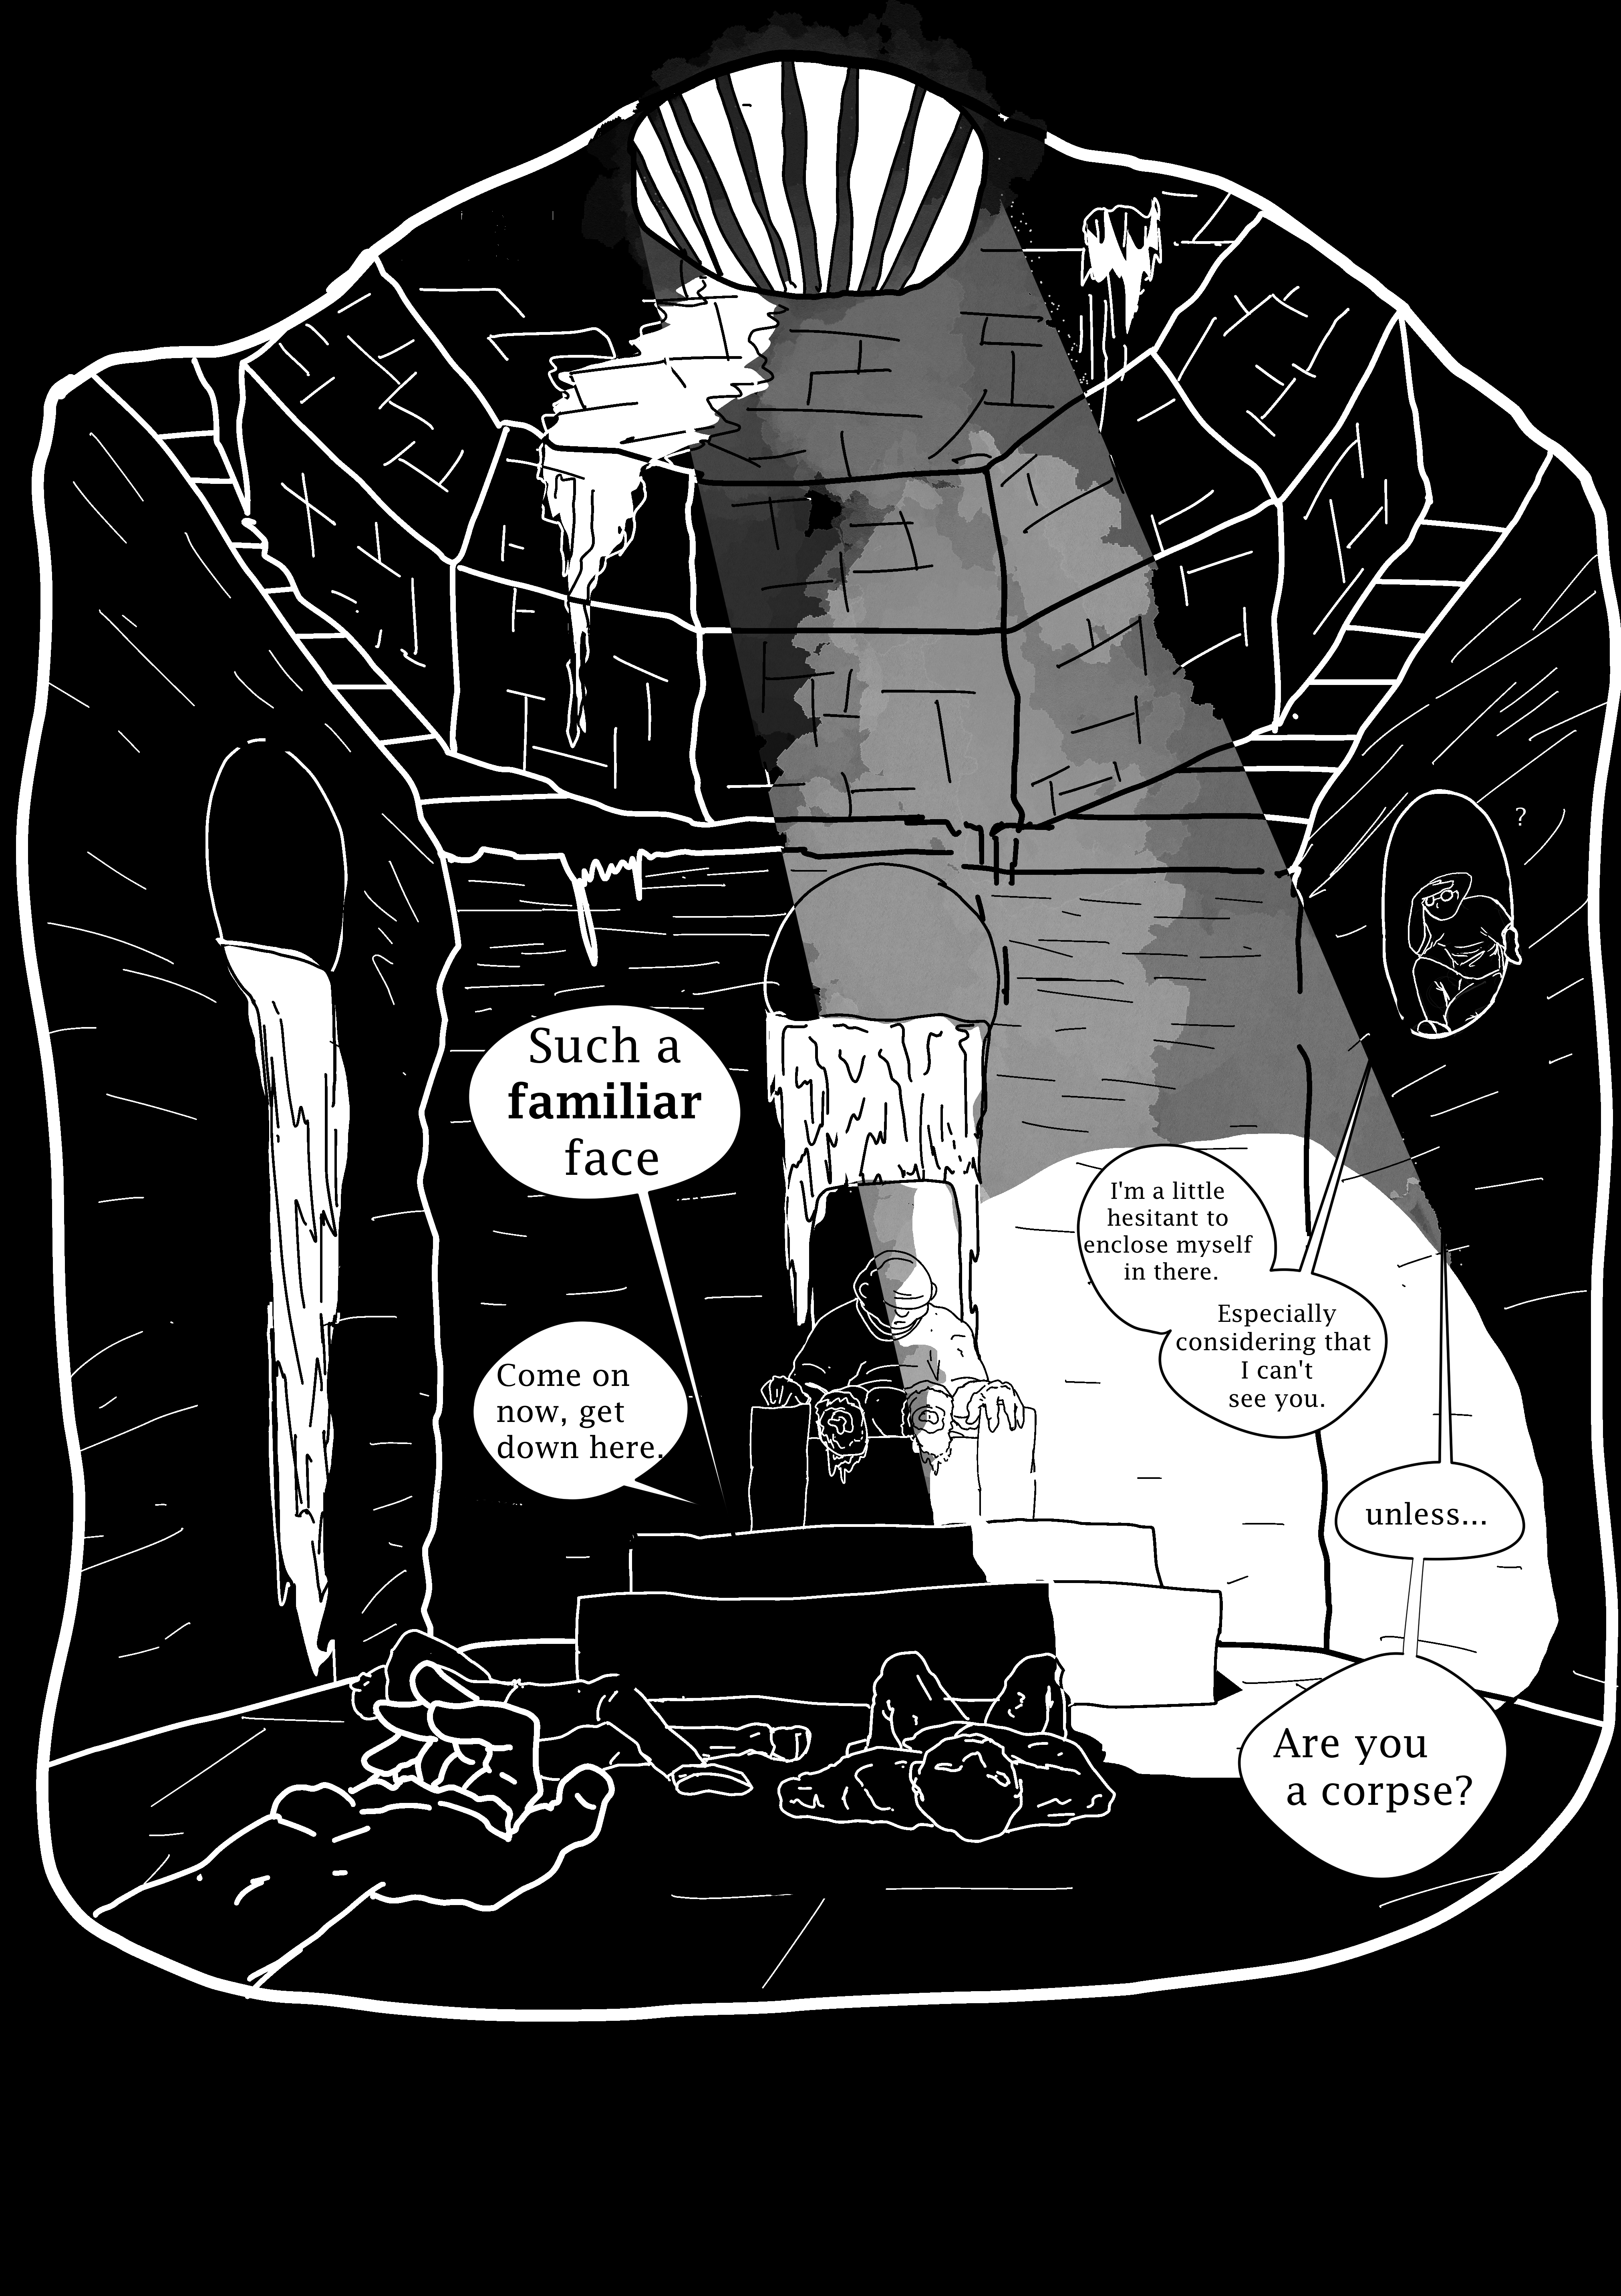 ?
Such a
familiar
face
Come on
now, get
down here.
I'm a little
hesitant to
enclose myself
in there.
Especially
considering that
I can't
see you.
unless...
Are you
a corpse?